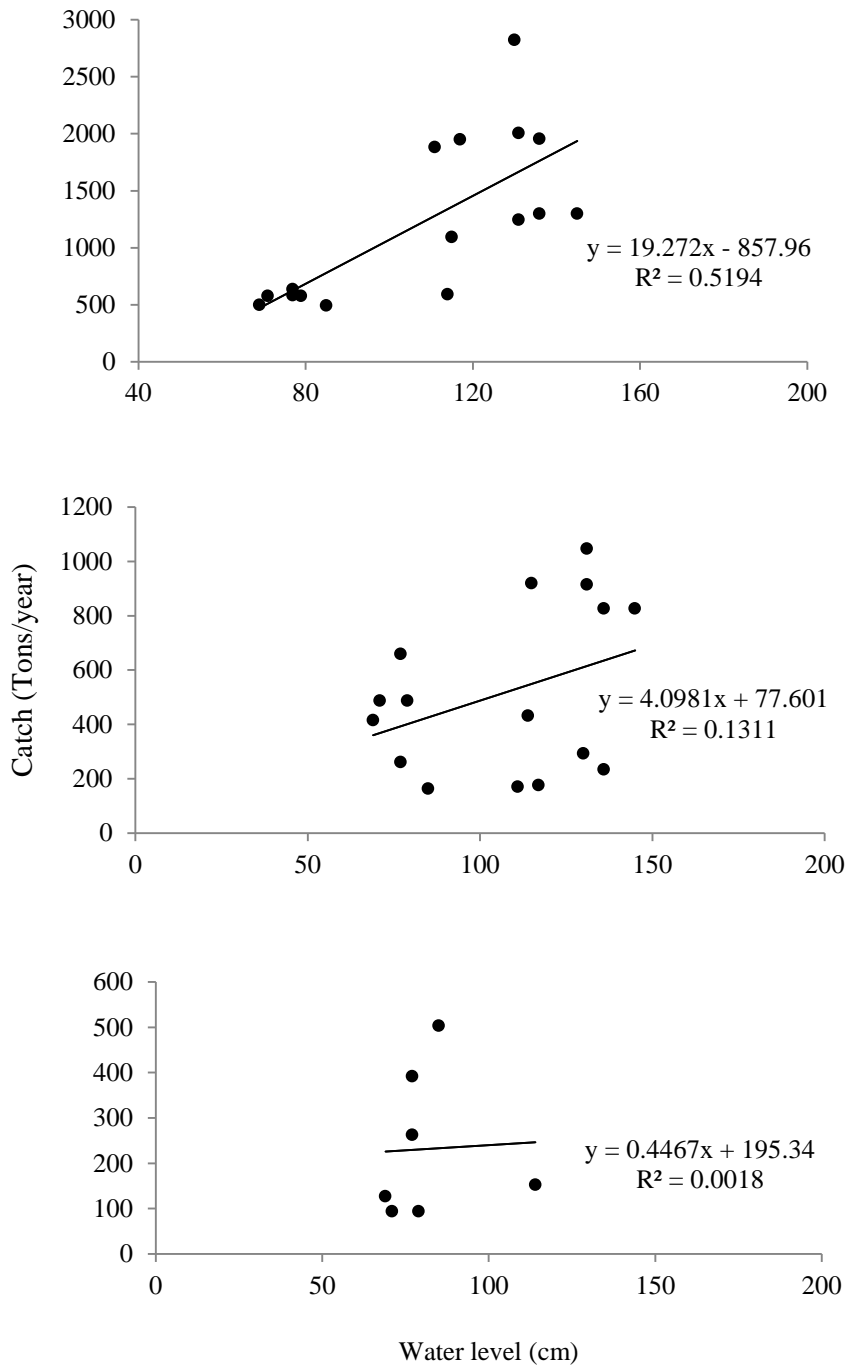 3000
2500
2000
1500
1000
500
0
y = 19.272x - 857.96
R² = 0.5194
40 80 120 160 200
Catch (Tons/year)
1200
1000
800
600
400
200
0
y = 4.0981x + 77.601
R² = 0.1311
0 50 100 150 200
600
500
400
300
200
100
0
y = 0.4467x + 195.34
R² = 0.0018
0 50 100 150 200
Water level (cm)